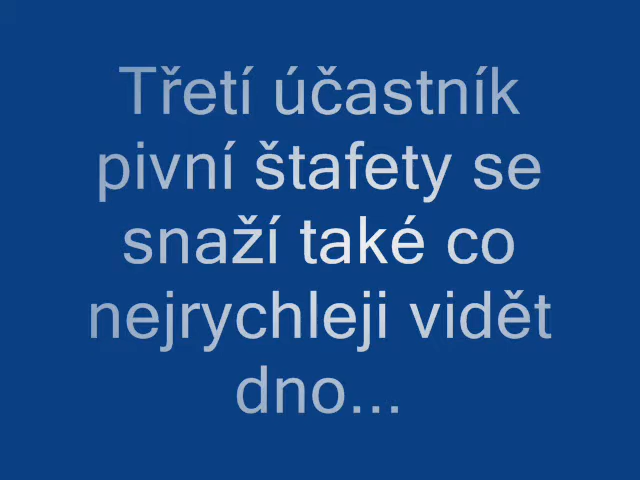 Třetí účastník
pivní štafety se
snaží také co
nejrychleji vidět
dno...